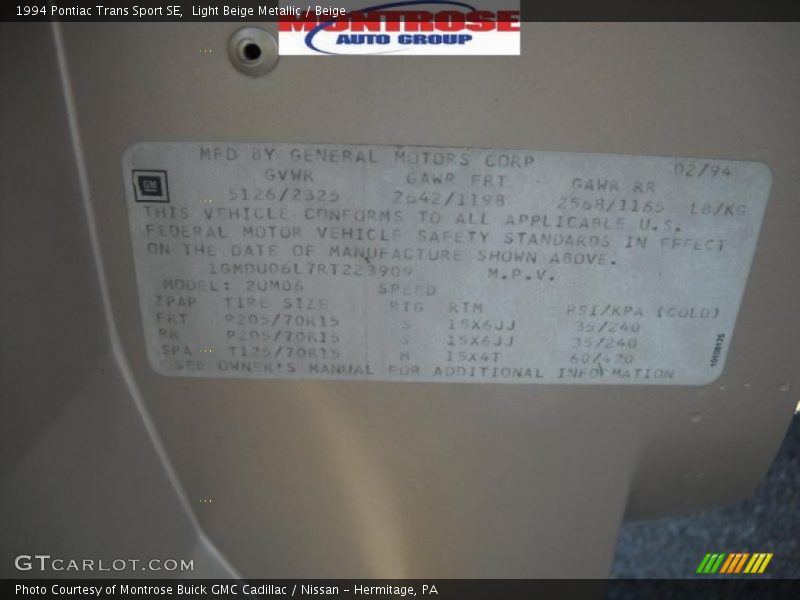 1994 Pontiac Trans Sport SE, Light Beige Metallic / Beige
MONTROSE
AUTO GROUP
MFD BY GENERAL MOTORS CORP 02/94
GVWR GAWR FRT GAWR RR
GM
5126/2325 2642/1198 2568/1165 LB/KG
THIS VEHICLE CONFORMS TO ALL APPLICABLE U.S.
FEDERAL MOTOR VEHICLE SAFETY STANDARDS IN EFFECT
ON THE DATE OF MANUFACTURE SHOWN ABOVE.
1GMDU06L7RT223909 M.P.V.
MODEL: 2UM06 SPEED
ZPAP TIRE SIZE RTG RIM PSI/KPA (COLD)
FRT P205/70R15 S 15X6JJ 35/240
RR P205/70R15 S 15X6JJ 35/240
SPA T125/70R15 M 15X4T 60/420
SEE OWNER'S MANUAL FOR ADDITIONAL INFORMATION
GTCARLOT.COM
Photo Courtesy of Montrose Buick GMC Cadillac / Nissan - Hermitage, PA